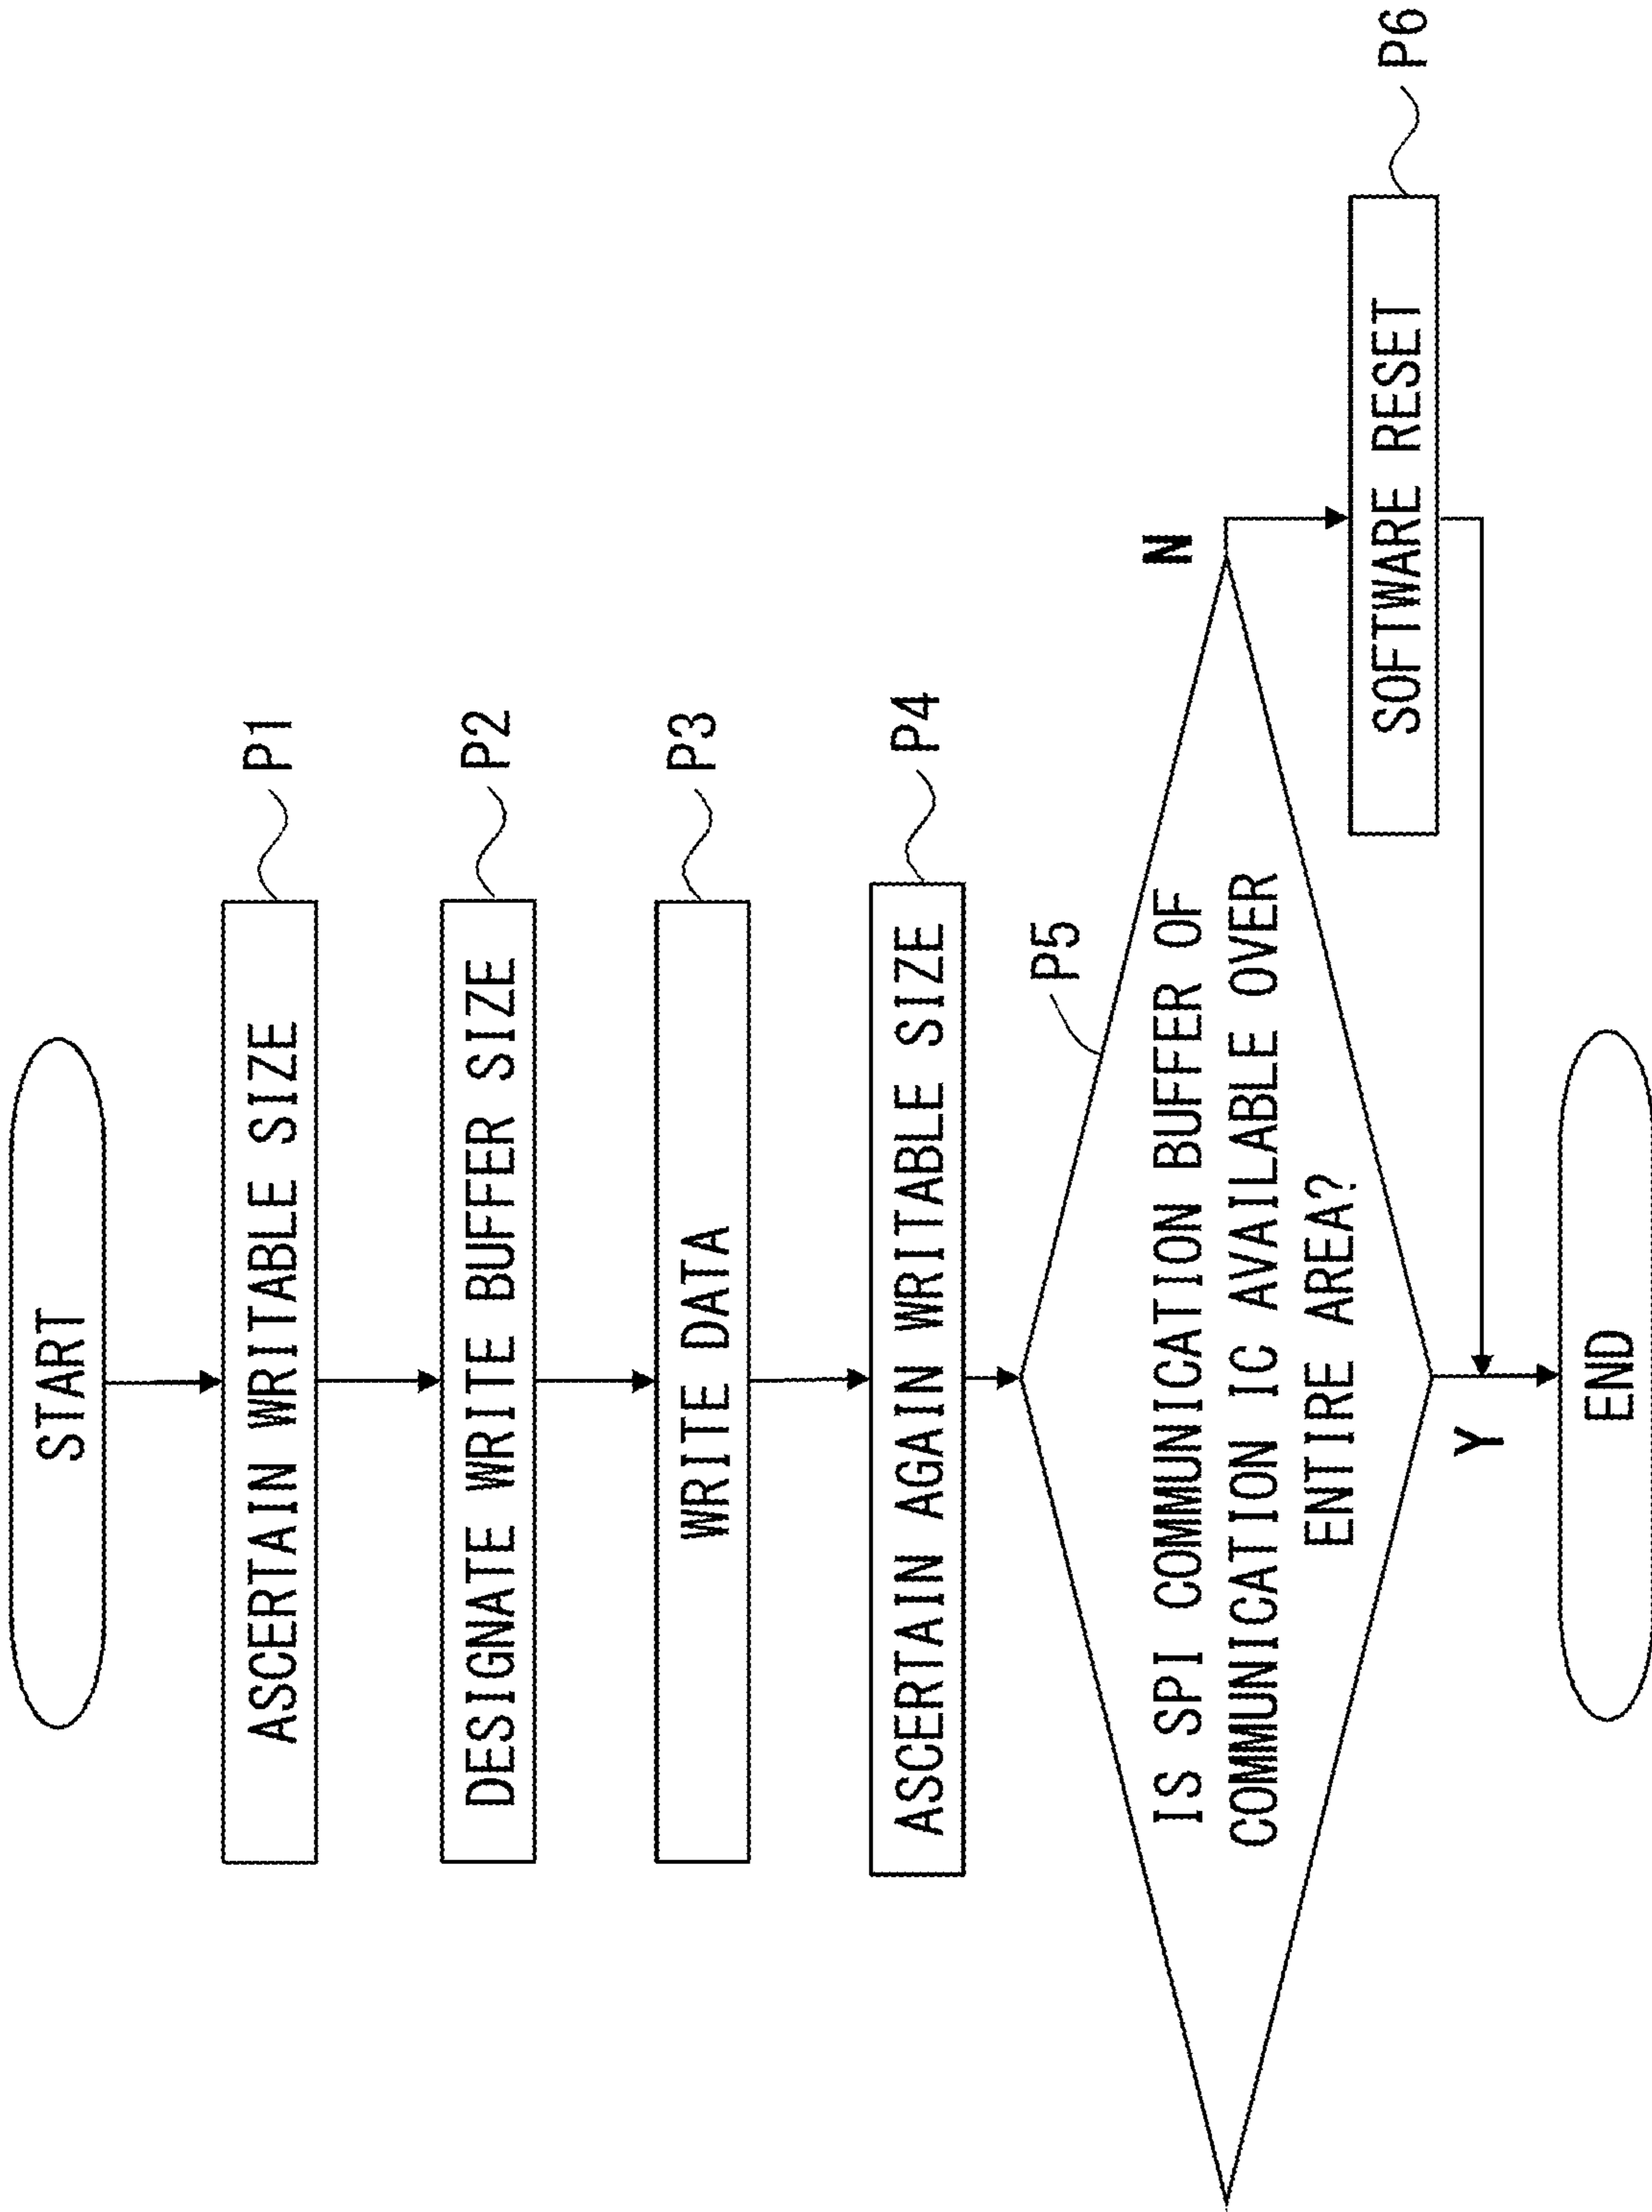 START
ASCERTAIN WRITABLE SIZE
P1
DESIGNATE WRITE BUFFER SIZE
P2
WRITE DATA
P3
ASCERTAIN AGAIN WRITABLE SIZE
P4
P5
IS SPI COMMUNICATION BUFFER OF
COMMUNICATION IC AVAILABLE OVER
ENTIRE AREA?
N
SOFTWARE RESET
P6
Y
END